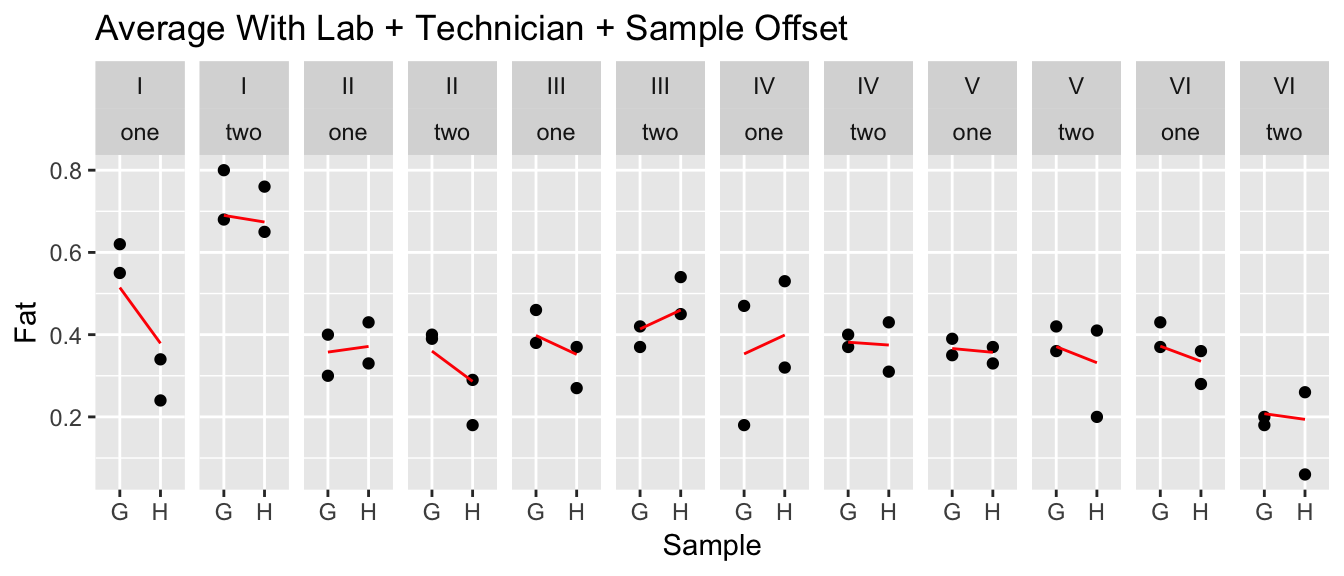 Average With Lab + Technician + Sample Offset
I I II II III III IV IV V V VI VI
one two one two one two one two one two one two
0.8
0.6
0.4
0.2
Fat
G H G H G H G H G H G H G H G H G H G H G H G H
Sample